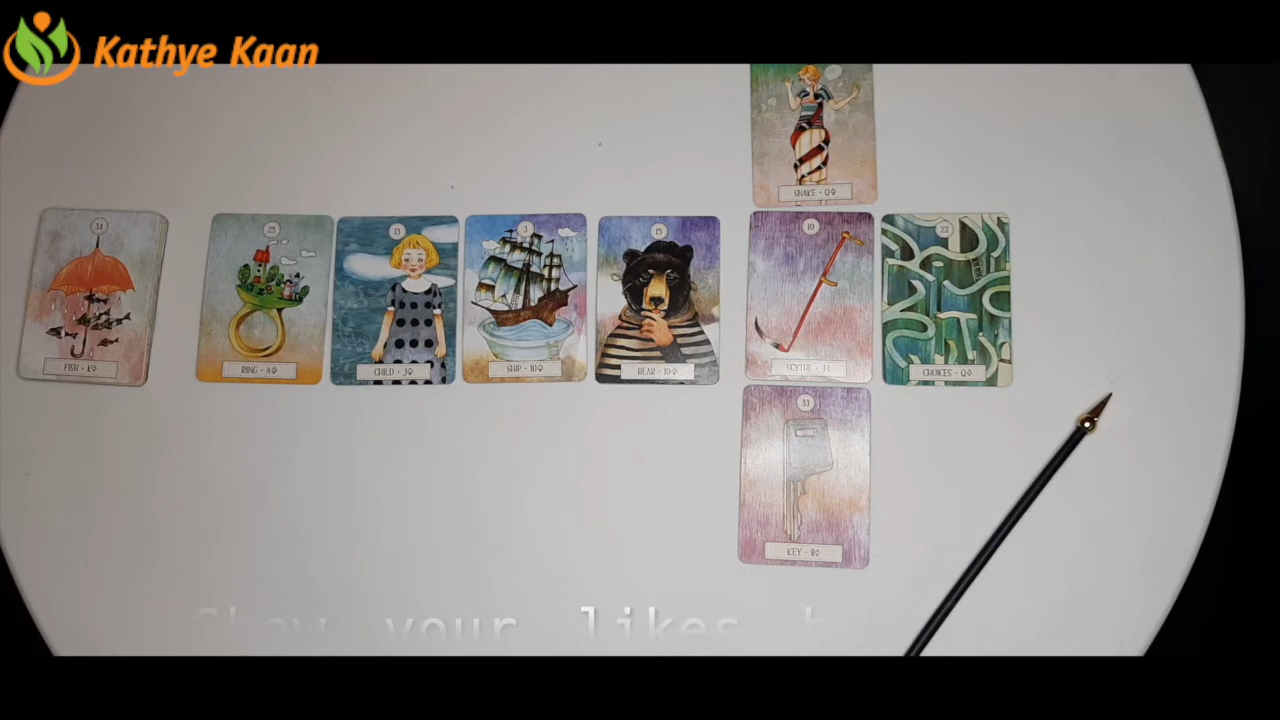 Kathye Kaan
SNAKE · Q
34
FISH · K
25
RING · A
13
CHILD · J
3
SHIP · 10
15
BEAR · 10
10
SCYTHE · J
22
CHOICES · Q
33
KEY · 8
your likes